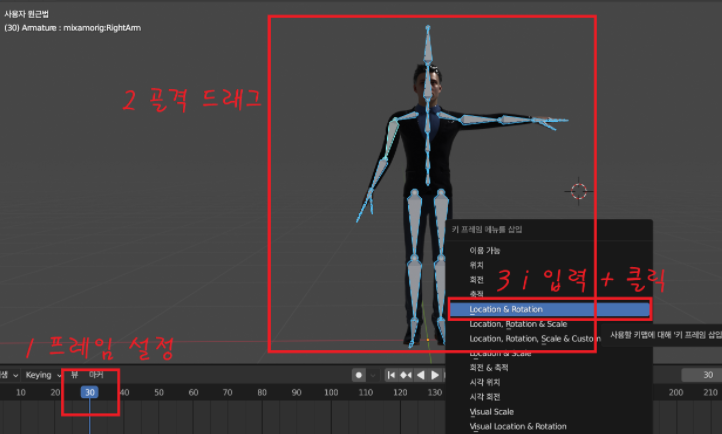 사용자 원근법
(30) Armature : mixamorig:RightArm
2 골격 드래그
키 프레임 메뉴를 삽입
이용 가능
위치
회전
축적
3 i 입력 + 클릭
Location & Rotation
Location, Rotation & Scale
Location, Rotation, Scale & Custom
사용할 키맵에 대해 '키 프레임 삽입
Location & Scale
회전 & 축적
시각 위치
시각 회전
Visual Scale
Visual Location & Rotation
1 프레임 설정
Keying 뷰 마커
30
10 20 30 40 50 60 70 80 90 100 110 120 130 200 210